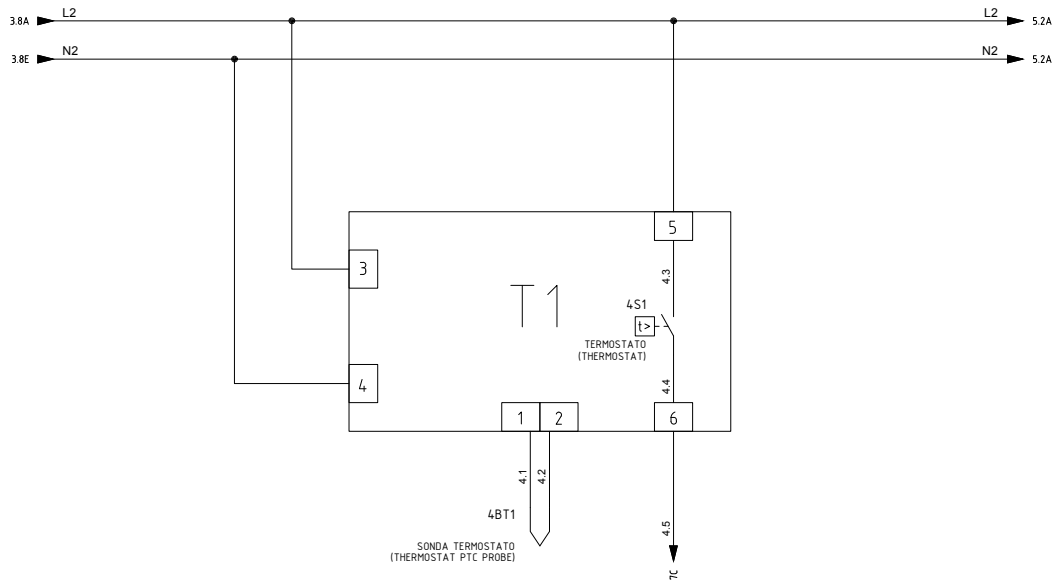 3.8A
L2
L2
5.2A
3.8E
N2
N2
5.2A
5
3
4.3
T1
4S1
t>
TERMOSTATO
(THERMOSTAT)
4
4.4
1
2
6
4.1
4.2
4BT1
4.5
SONDA TERMOSTATO
(THERMOSTAT PTC PROBE)